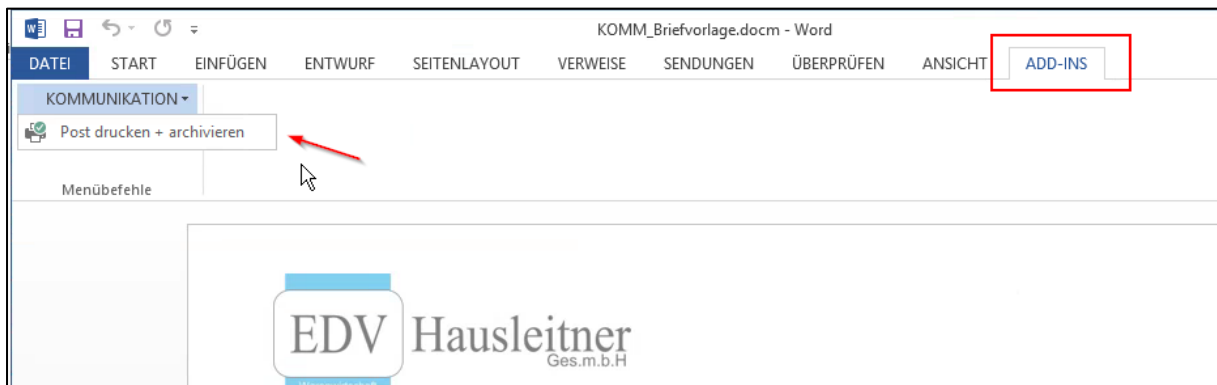 KOMM_Briefvorlage.docm - Word
DATEI START EINFÜGEN ENTWURF SEITENLAYOUT VERWEISE SENDUNGEN ÜBERPRÜFEN ANSICHT ADD-INS
KOMMUNIKATION
Post drucken + archivieren
Menübefehle
EDV Hausleitner
Ges.m.b.H